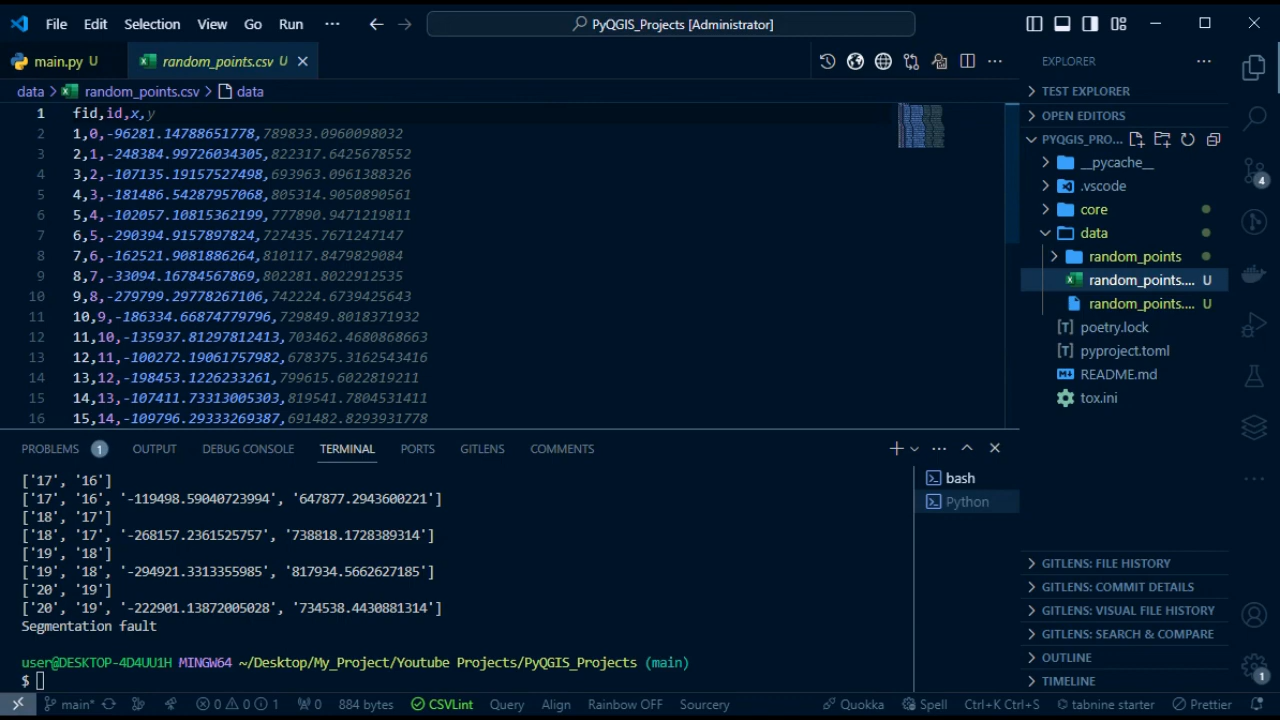 File Edit Selection View Go Run ··· PyQGIS_Projects [Administrator]
main.py U random_points.csv U
data > random_points.csv > data
1 fid,id,x,y
2 1,0,-96281.14788651778,789833.0960098032
3 2,1,-248384.99726034305,822317.6425678552
4 3,2,-107135.19157527498,693963.0961388326
5 4,3,-181486.54287957068,805314.9050890561
6 5,4,-102057.10815362199,777890.9471219811
7 6,5,-290394.9157897824,727435.7671247147
8 7,6,-162521.9081886264,810117.8479829084
9 8,7,-33094.16784567869,802281.8022912535
10 9,8,-279799.29778267106,742224.6739425643
11 10,9,-186334.66874779796,729849.8018371932
12 11,10,-135937.81297812413,703462.4680868663
13 12,11,-100272.19061757982,678375.3162543416
14 13,12,-198453.1226233261,799615.6022819211
15 14,13,-107411.73313005303,819541.7804531411
16 15,14,-109796.29333269387,691482.8293931778
PROBLEMS 1 OUTPUT DEBUG CONSOLE TERMINAL PORTS GITLENS COMMENTS
['17', '16']
['17', '16', '-119498.59040723994', '647877.2943600221']
['18', '17']
['18', '17', '-268157.2361525757', '738818.1728389314']
['19', '18']
['19', '18', '-294921.3313355985', '817934.5662627185']
['20', '19']
['20', '19', '-222901.13872005028', '734538.4430881314']
Segmentation fault
user@DESKTOP-4D4UU1H MINGW64 ~/Desktop/My_Project/Youtube Projects/PyQGIS_Projects (main)
$
bash
Python
EXPLORER
TEST EXPLORER
OPEN EDITORS
PYQGIS_PRO...
__pycache__
.vscode
core
data
random_points
random_points.... U
random_points.... U
poetry.lock
pyproject.toml
README.md
tox.ini
GITLENS: FILE HISTORY
GITLENS: COMMIT DETAILS
GITLENS: VISUAL FILE HISTORY
GITLENS: SEARCH & COMPARE
OUTLINE
TIMELINE
4
1
main* 0 0 1 0 884 bytes CSVLint Query Align Rainbow OFF Sourcery Quokka Spell Ctrl+K Ctrl+S tabnine starter Prettier